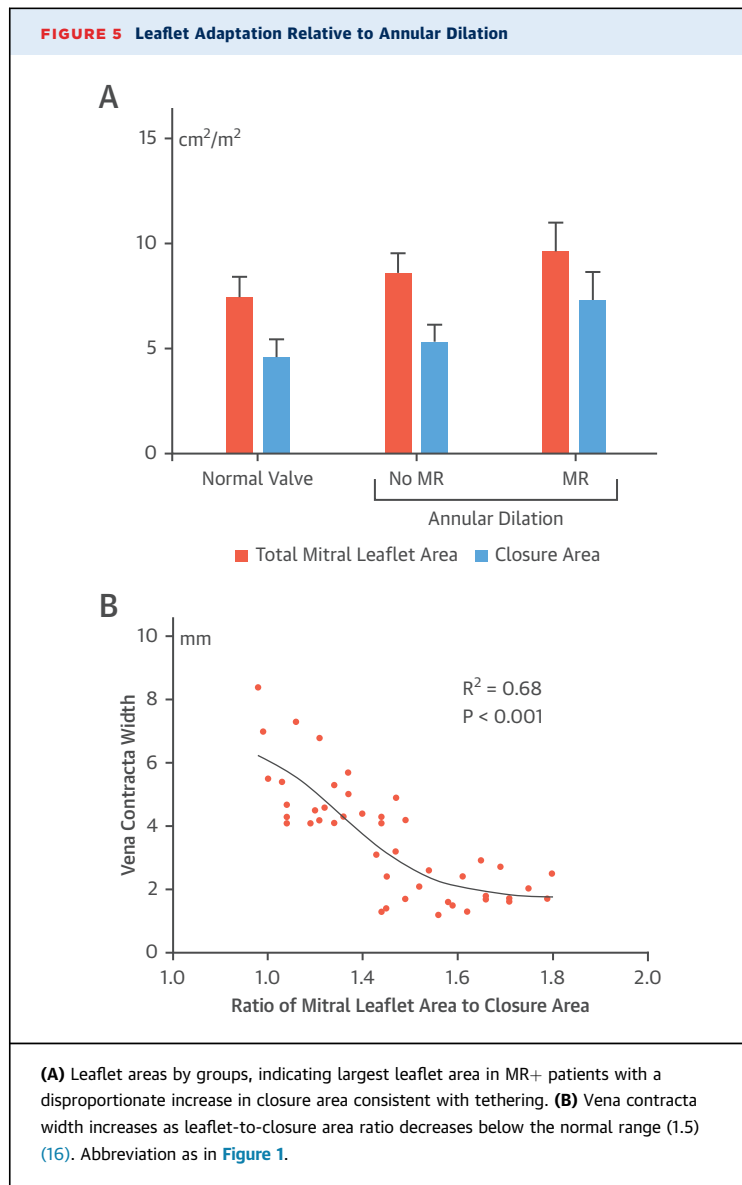 FIGURE 5 Leaflet Adaptation Relative to Annular Dilation
A
cm²/m²
15
10
5
0
Normal Valve No MR MR
Annular Dilation
Total Mitral Leaflet Area Closure Area
B
10 mm
8
6
4
2
0
Vena Contracta Width
R² = 0.68
P < 0.001
1.0 1.0 1.4 1.6 1.8 2.0
Ratio of Mitral Leaflet Area to Closure Area
(A) Leaflet areas by groups, indicating largest leaflet area in MR+ patients with a
disproportionate increase in closure area consistent with tethering. (B) Vena contracta
width increases as leaflet-to-closure area ratio decreases below the normal range (1.5)
(16). Abbreviation as in Figure 1.